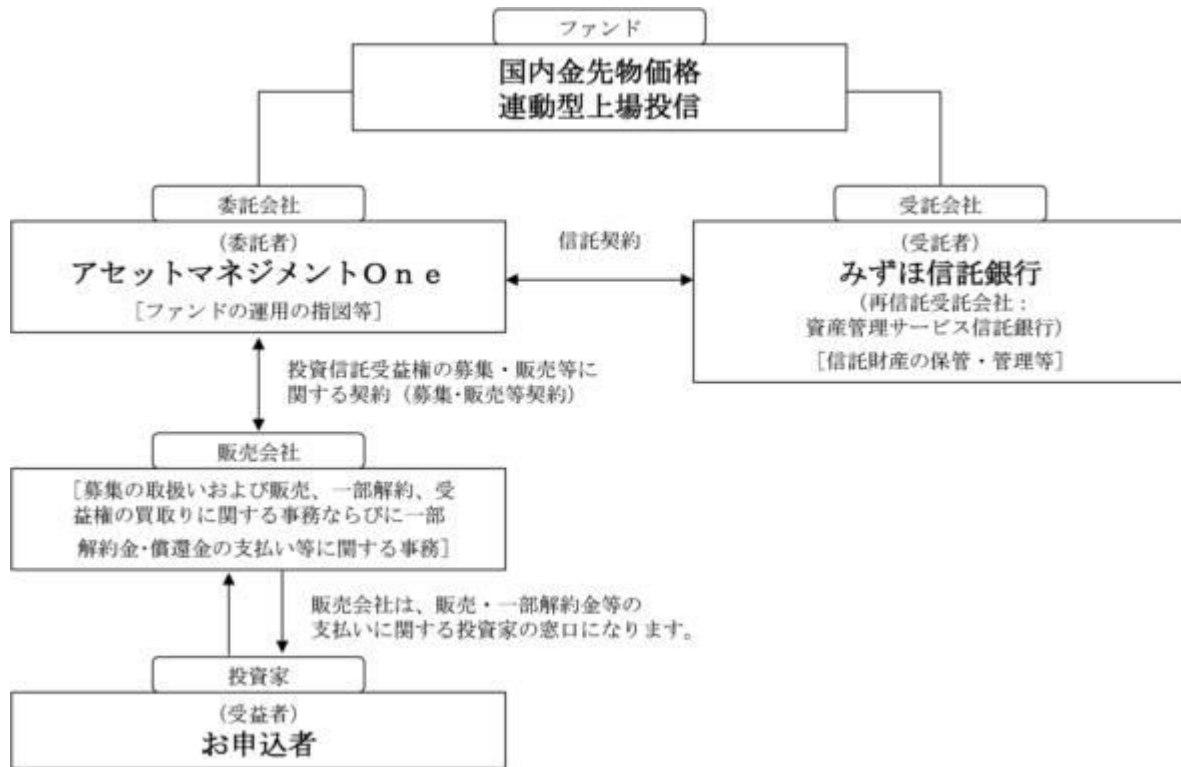 ファンド
国内金先物価格
連動型上場投信
委託会社
(委託者)
アセットマネジメントOne
[ファンドの運用の指図等]
信託契約
受託会社
(受託者)
みずほ信託銀行
(再信託受託会社:
資産管理サービス信託銀行)
[信託財産の保管・管理等]
投資信託受益権の募集・販売等に
関する契約(募集・販売等契約)
販売会社
[募集の取扱いおよび販売、一部解約、受
益権の買取りに関する事務ならびに一部
解約金・償還金の支払い等に関する事務]
販売会社は、販売・一部解約金等の
支払いに関する投資家の窓口になります。
投資家
(受益者)
お申込者